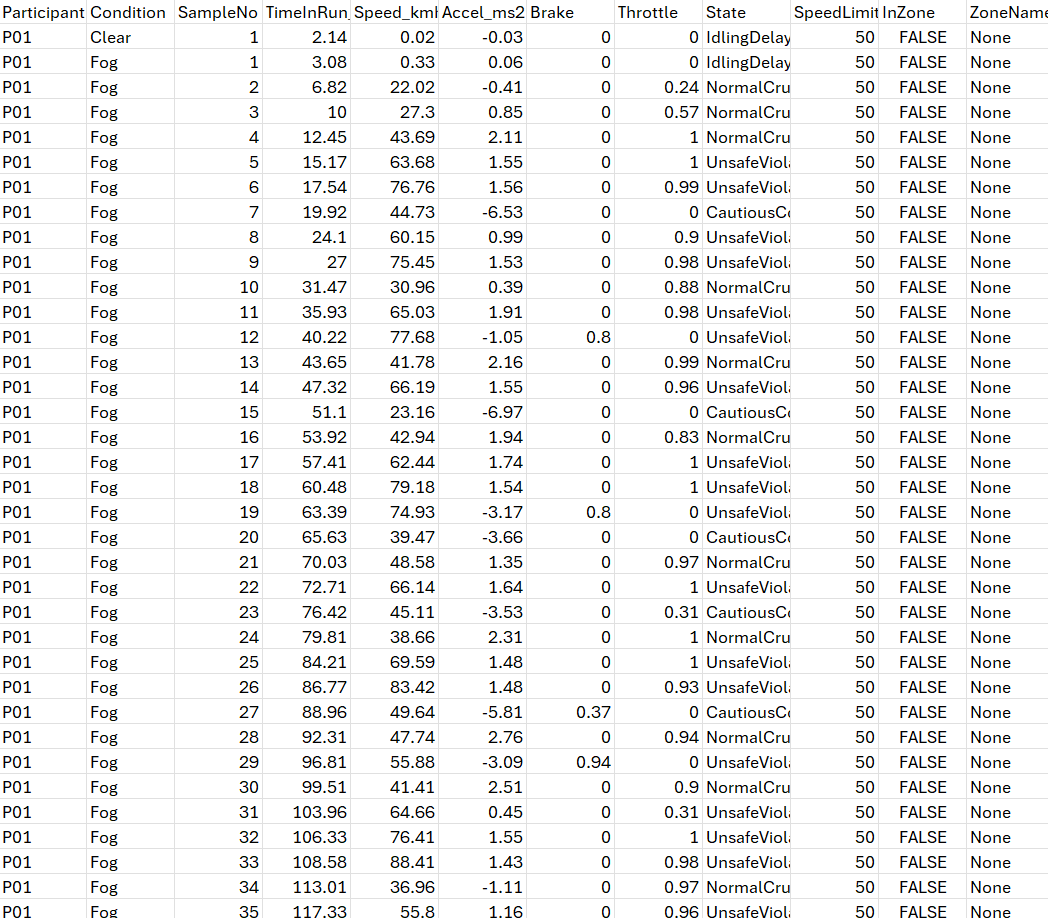 Participant Condition SampleNo TimeInRun_ Speed_kmh Accel_ms2 Brake Throttle State SpeedLimit InZone ZoneName
P01 Clear 1 2.14 0.02 -0.03 0 0 IdlingDelay 50 FALSE None
P01 Fog 1 3.08 0.33 0.06 0 0 IdlingDelay 50 FALSE None
P01 Fog 2 6.82 22.02 -0.41 0 0.24 NormalCru 50 FALSE None
P01 Fog 3 10 27.3 0.85 0 0.57 NormalCru 50 FALSE None
P01 Fog 4 12.45 43.69 2.11 0 1 NormalCru 50 FALSE None
P01 Fog 5 15.17 63.68 1.55 0 1 UnsafeViola 50 FALSE None
P01 Fog 6 17.54 76.76 1.56 0 0.99 UnsafeViola 50 FALSE None
P01 Fog 7 19.92 44.73 -6.53 0 0 CautiousCo 50 FALSE None
P01 Fog 8 24.1 60.15 0.99 0 0.9 UnsafeViola 50 FALSE None
P01 Fog 9 27 75.45 1.53 0 0.98 UnsafeViola 50 FALSE None
P01 Fog 10 31.47 30.96 0.39 0 0.88 NormalCru 50 FALSE None
P01 Fog 11 35.93 65.03 1.91 0 0.98 UnsafeViola 50 FALSE None
P01 Fog 12 40.22 77.68 -1.05 0.8 0 UnsafeViola 50 FALSE None
P01 Fog 13 43.65 41.78 2.16 0 0.99 NormalCru 50 FALSE None
P01 Fog 14 47.32 66.19 1.55 0 0.96 UnsafeViola 50 FALSE None
P01 Fog 15 51.1 23.16 -6.97 0 0 CautiousCo 50 FALSE None
P01 Fog 16 53.92 42.94 1.94 0 0.83 NormalCru 50 FALSE None
P01 Fog 17 57.41 62.44 1.74 0 1 UnsafeViola 50 FALSE None
P01 Fog 18 60.48 79.18 1.54 0 1 UnsafeViola 50 FALSE None
P01 Fog 19 63.39 74.93 -3.17 0.8 0 UnsafeViola 50 FALSE None
P01 Fog 20 65.63 39.47 -3.66 0 0 CautiousCo 50 FALSE None
P01 Fog 21 70.03 48.58 1.35 0 0.97 NormalCru 50 FALSE None
P01 Fog 22 72.71 66.14 1.64 0 1 UnsafeViola 50 FALSE None
P01 Fog 23 76.42 45.11 -3.53 0 0.31 CautiousCo 50 FALSE None
P01 Fog 24 79.81 38.66 2.31 0 1 NormalCru 50 FALSE None
P01 Fog 25 84.21 69.59 1.48 0 1 UnsafeViola 50 FALSE None
P01 Fog 26 86.77 83.42 1.48 0 0.93 UnsafeViola 50 FALSE None
P01 Fog 27 88.96 49.64 -5.81 0.37 0 CautiousCo 50 FALSE None
P01 Fog 28 92.31 47.74 2.76 0 0.94 NormalCru 50 FALSE None
P01 Fog 29 96.81 55.88 -3.09 0.94 0 UnsafeViola 50 FALSE None
P01 Fog 30 99.51 41.41 2.51 0 0.9 NormalCru 50 FALSE None
P01 Fog 31 103.96 64.66 0.45 0 0.31 UnsafeViola 50 FALSE None
P01 Fog 32 106.33 76.41 1.55 0 1 UnsafeViola 50 FALSE None
P01 Fog 33 108.58 88.41 1.43 0 0.98 UnsafeViola 50 FALSE None
P01 Fog 34 113.01 36.96 -1.11 0 0.97 NormalCru 50 FALSE None
P01 Fog 35 117.33 55.8 1.16 0 0.96 UnsafeViola 50 FALSE None